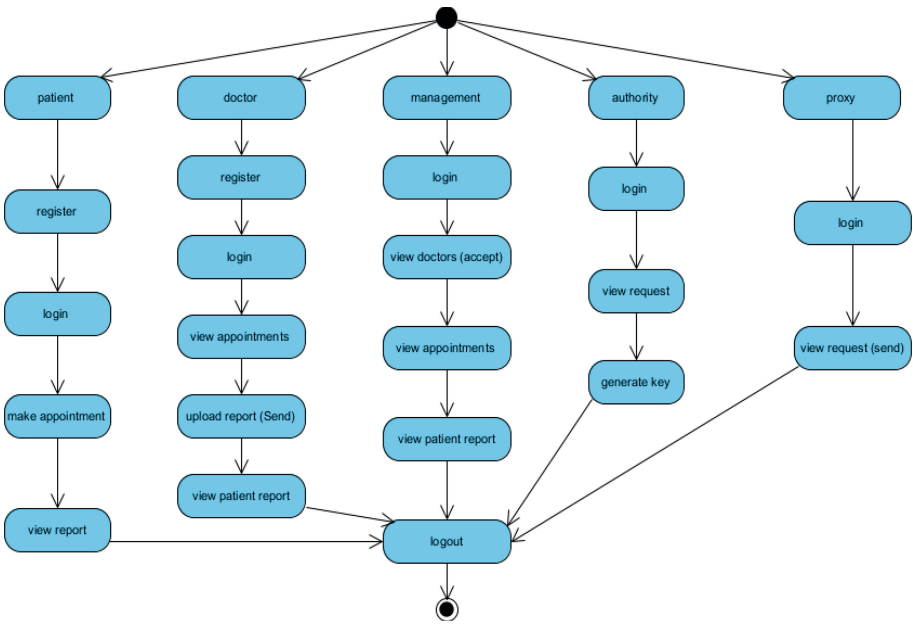 patient
doctor
management
authority
proxy
register
register
login
login
login
login
login
view appointments
view doctors (accept)
view request
view request (send)
make appointment
upload report (Send)
view appointments
generate key
view report
view patient report
view patient report
logout